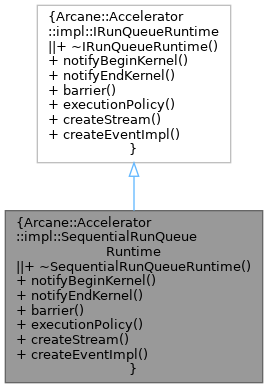 {Arcane::Accelerator
::impl::IRunQueueRuntime
||+ ~IRunQueueRuntime()
+ notifyBeginKernel()
+ notifyEndKernel()
+ barrier()
+ executionPolicy()
+ createStream()
+ createEventImpl()
}
{Arcane::Accelerator
::impl::SequentialRunQueue
Runtime
||+ ~SequentialRunQueueRuntime()
+ notifyBeginKernel()
+ notifyEndKernel()
+ barrier()
+ executionPolicy()
+ createStream()
+ createEventImpl()
}